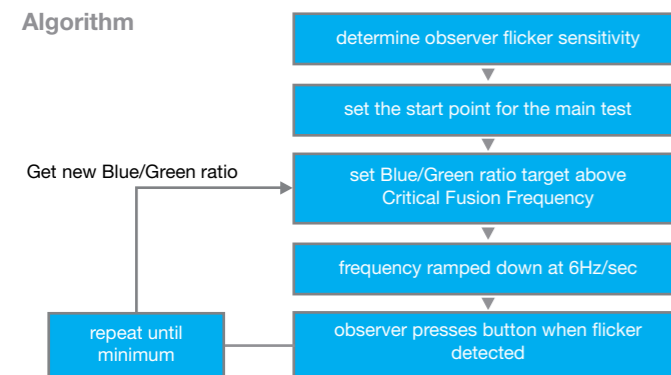 Algorithm
determine observer flicker sensitivity
set the start point for the main test
Get new Blue/Green ratio
set Blue/Green ratio target above
Critical Fusion Frequency
frequency ramped down at 6Hz/sec
observer presses button when flicker
detected
repeat until
minimum